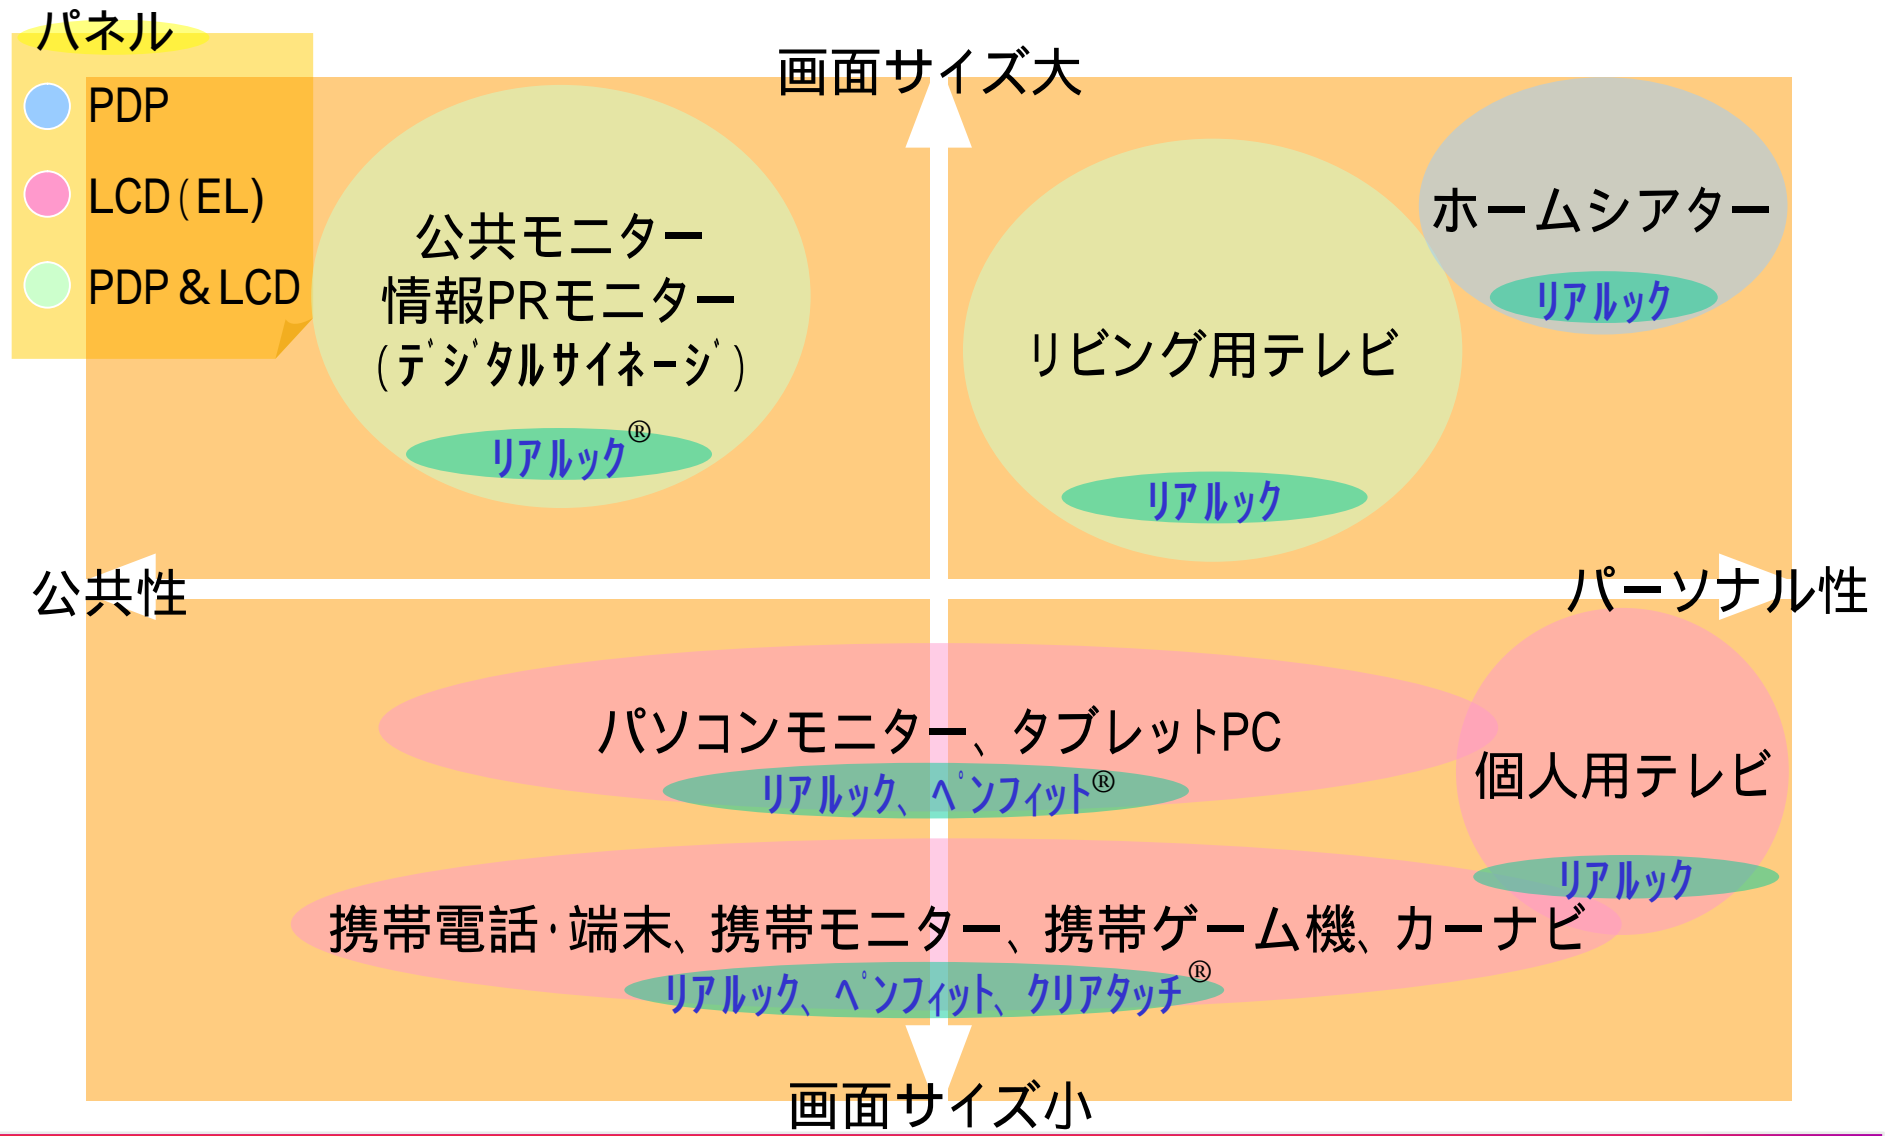 パネル
PDP
LCD(EL)
PDP & LCD
画面サイズ大
公共モニター
情報PRモニター
(ﾃﾞｼﾞﾀﾙｻｲﾈｰｼﾞ)
ﾘｱﾙｯｸ®
リビング用テレビ
ﾘｱﾙｯｸ
ホームシアター
ﾘｱﾙｯｸ
公共性
パーソナル性
パソコンモニター、タブレットPC
ﾘｱﾙｯｸ、ﾍﾟﾝﾌｨｯﾄ®
個人用テレビ
ﾘｱﾙｯｸ
携帯電話・端末、携帯モニター、携帯ゲーム機、カーナビ
ﾘｱﾙｯｸ、ﾍﾟﾝﾌｨｯﾄ、ｸﾘｱﾀｯﾁ®
画面サイズ小